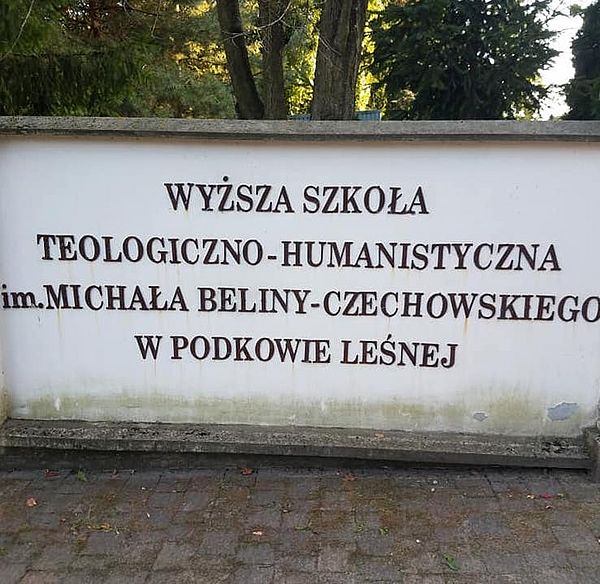 WYŻSZA SZKOŁA
TEOLOGICZNO-HUMANISTYCZNA
im.MICHAŁA BELINY-CZECHOWSKIEGO
W PODKOWIE LEŚNEJ